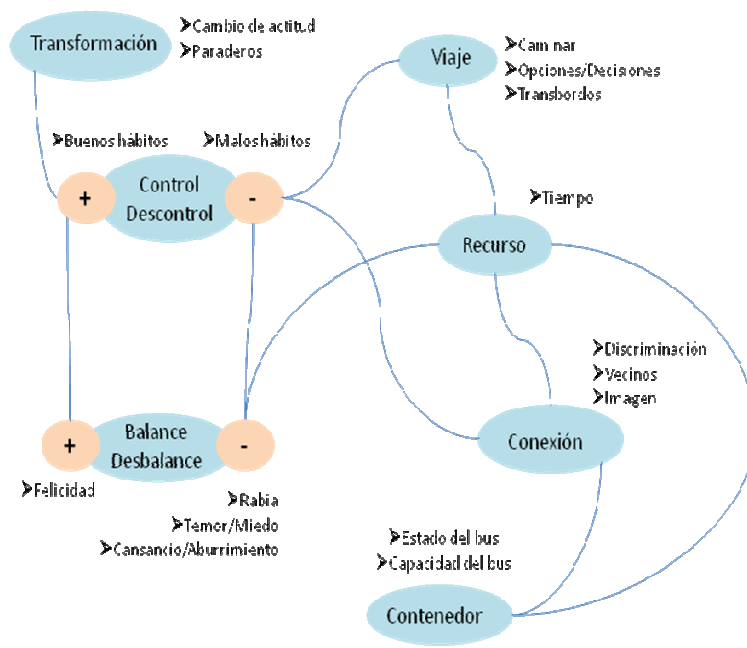 Transformación
➤Cambio de actitud
➤Paraderos
Viaje
➤Caminar
➤Opciones/Decisiones
➤Transbordos
➤Buenos hábitos
➤Malos hábitos
+
Control
Descontrol
-
➤Tiempo
Recurso
➤Discriminación
➤Vecinos
➤Imagen
+
Balance
Desbalance
-
Conexión
➤Felicidad
➤Rabia
➤Temor/Miedo
➤Cansancio/Aburrimiento
➤Estado del bus
➤Capacidad del bus
Contenedor